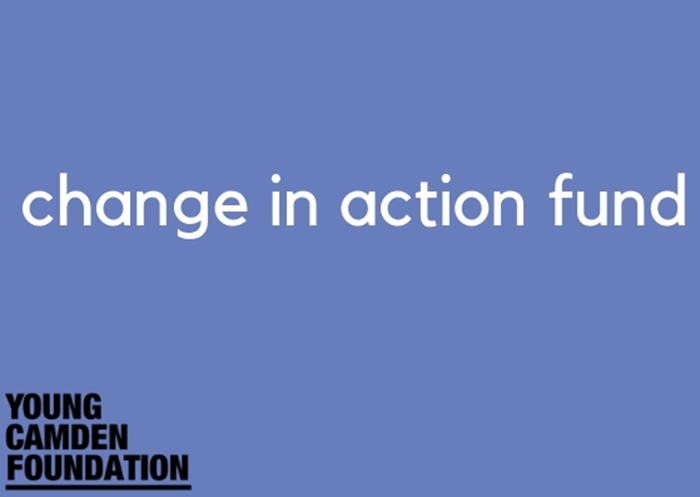 change in action fund
YOUNG
CAMDEN
FOUNDATION